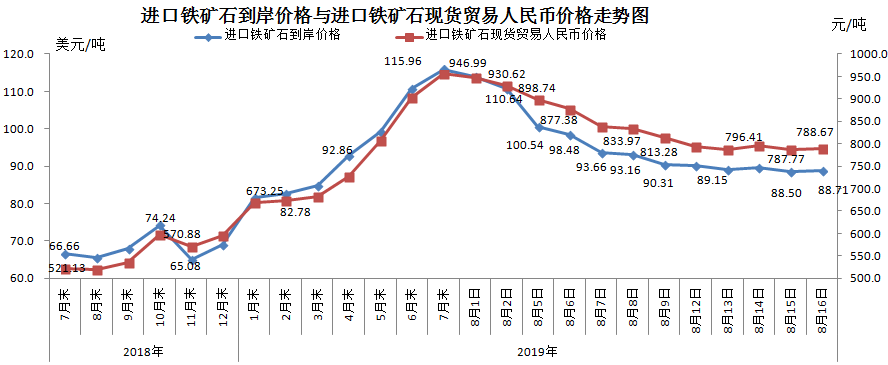 进口铁矿石到岸价格与进口铁矿石现货贸易人民币价格走势图
美元/吨
元/吨
进口铁矿石到岸价格
进口铁矿石现货贸易人民币价格
120.0
110.0
100.0
90.0
80.0
70.0
60.0
1000.0
950.0
900.0
850.0
800.0
750.0
700.0
650.0
600.0
550.0
500.0
66.66
74.24
65.08
82.78
92.86
115.96
110.64
100.54
98.48
93.66
93.16
90.31
89.15
88.50
88.71
521.13
570.88
673.25
946.99
930.62
898.74
877.38
833.97
813.28
796.41
787.77
788.67
7月末
8月末
9月末
10月末
11月末
12月末
1月末
2月末
3月末
4月末
5月末
6月末
7月末
8月1日
8月2日
8月5日
8月6日
8月7日
8月8日
8月9日
8月12日
8月13日
8月14日
8月15日
8月16日
2018年
2019年